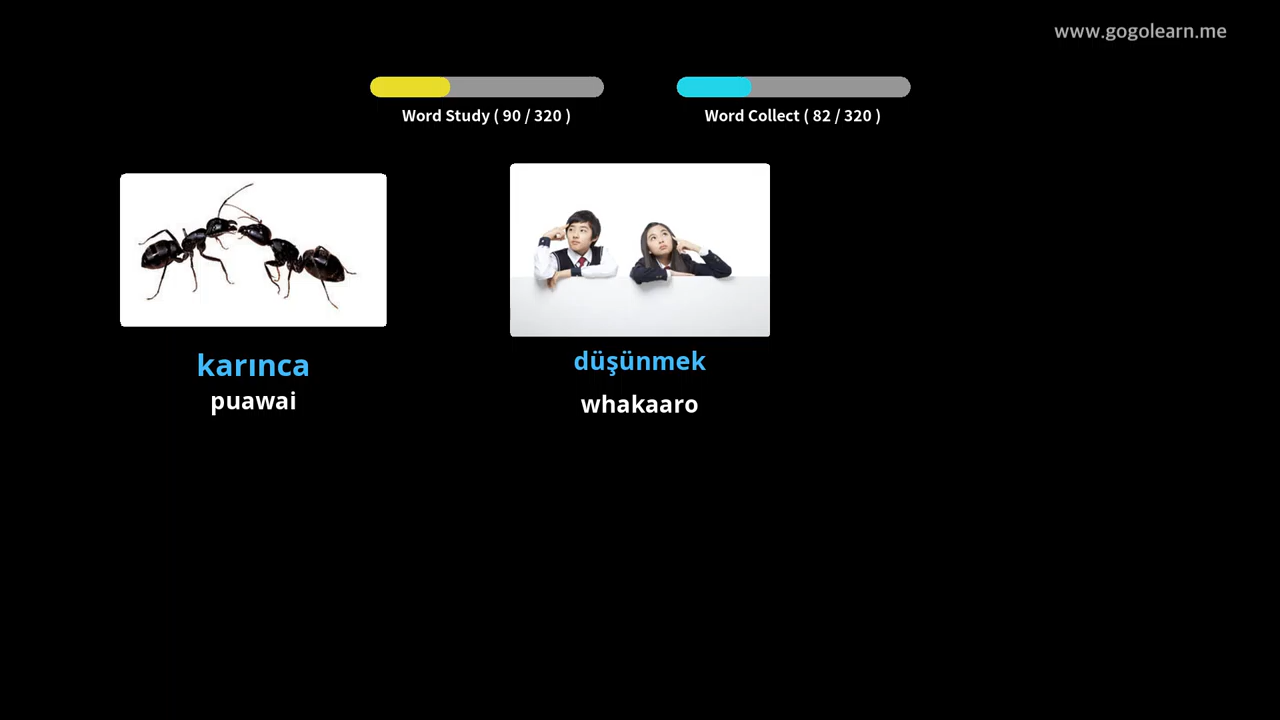 www.gogolearn.me
Word Study ( 90 / 320 )
Word Collect ( 82 / 320 )
karınca
puawai
düşünmek
whakaaro